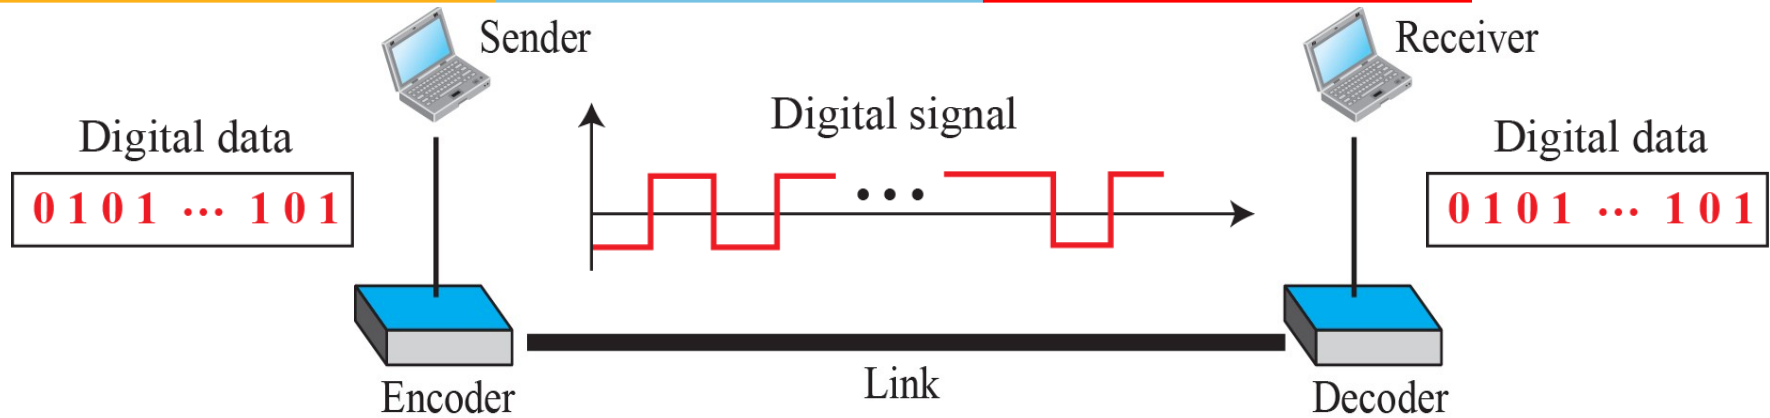 Sender
Receiver
Digital signal
Digital data
Digital data
0 1 0 1 ... 1 0 1
0 1 0 1 ... 1 0 1
Link
Encoder
Decoder